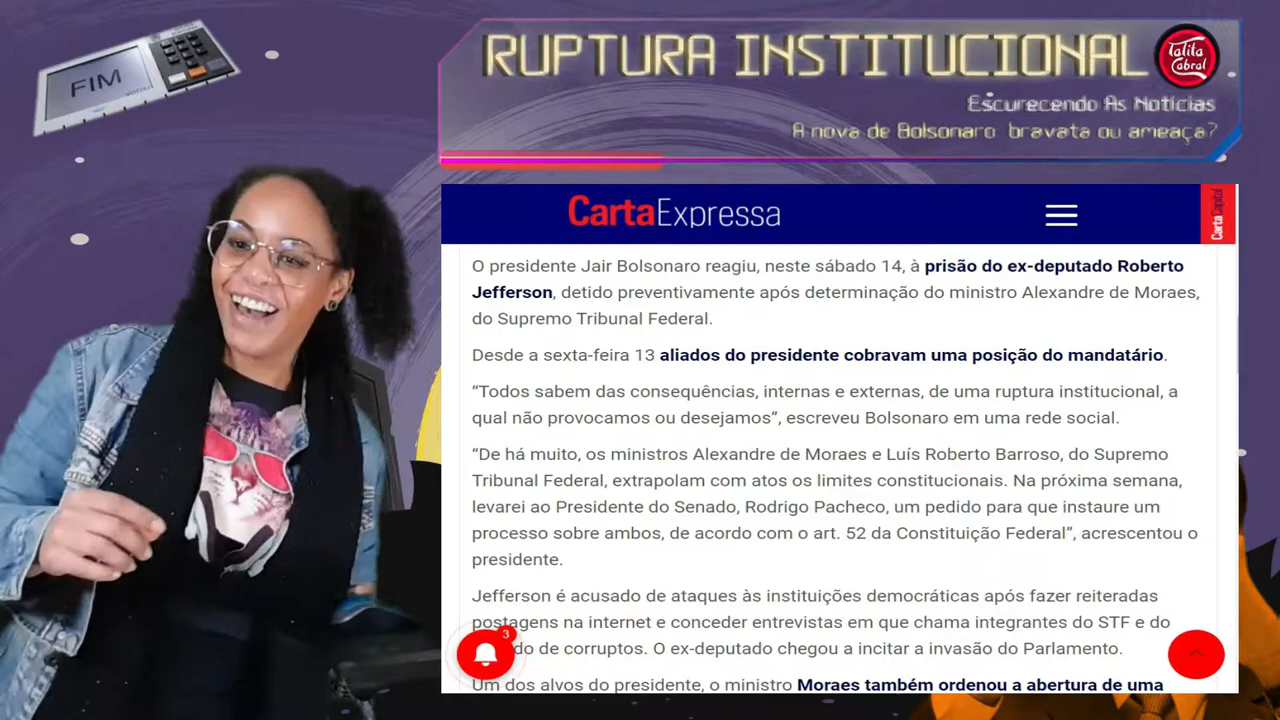 FIM
VOTOU
RUPTURA INSTITUCIONAL
Talita
Cabral
Escurecendo As Notícias
A nova de Bolsonaro bravata ou ameaça?
CartaExpressa
CartaCapital
O presidente Jair Bolsonaro reagiu, neste sábado 14, à prisão do ex-deputado Roberto
Jefferson, detido preventivamente após determinação do ministro Alexandre de Moraes,
do Supremo Tribunal Federal.
Desde a sexta-feira 13 aliados do presidente cobravam uma posição do mandatário.
“Todos sabem das consequências, internas e externas, de uma ruptura institucional, a
qual não provocamos ou desejamos”, escreveu Bolsonaro em uma rede social.
“De há muito, os ministros Alexandre de Moraes e Luís Roberto Barroso, do Supremo
Tribunal Federal, extrapolam com atos os limites constitucionais. Na próxima semana,
levarei ao Presidente do Senado, Rodrigo Pacheco, um pedido para que instaure um
processo sobre ambos, de acordo com o art. 52 da Constituição Federal”, acrescentou o
presidente.
Jefferson é acusado de ataques às instituições democráticas após fazer reiteradas
postagens na internet e conceder entrevistas em que chama integrantes do STF e do
do de corruptos. O ex-deputado chegou a incitar a invasão do Parlamento.
3
Um dos alvos do presidente, o ministro Moraes também ordenou a abertura de uma